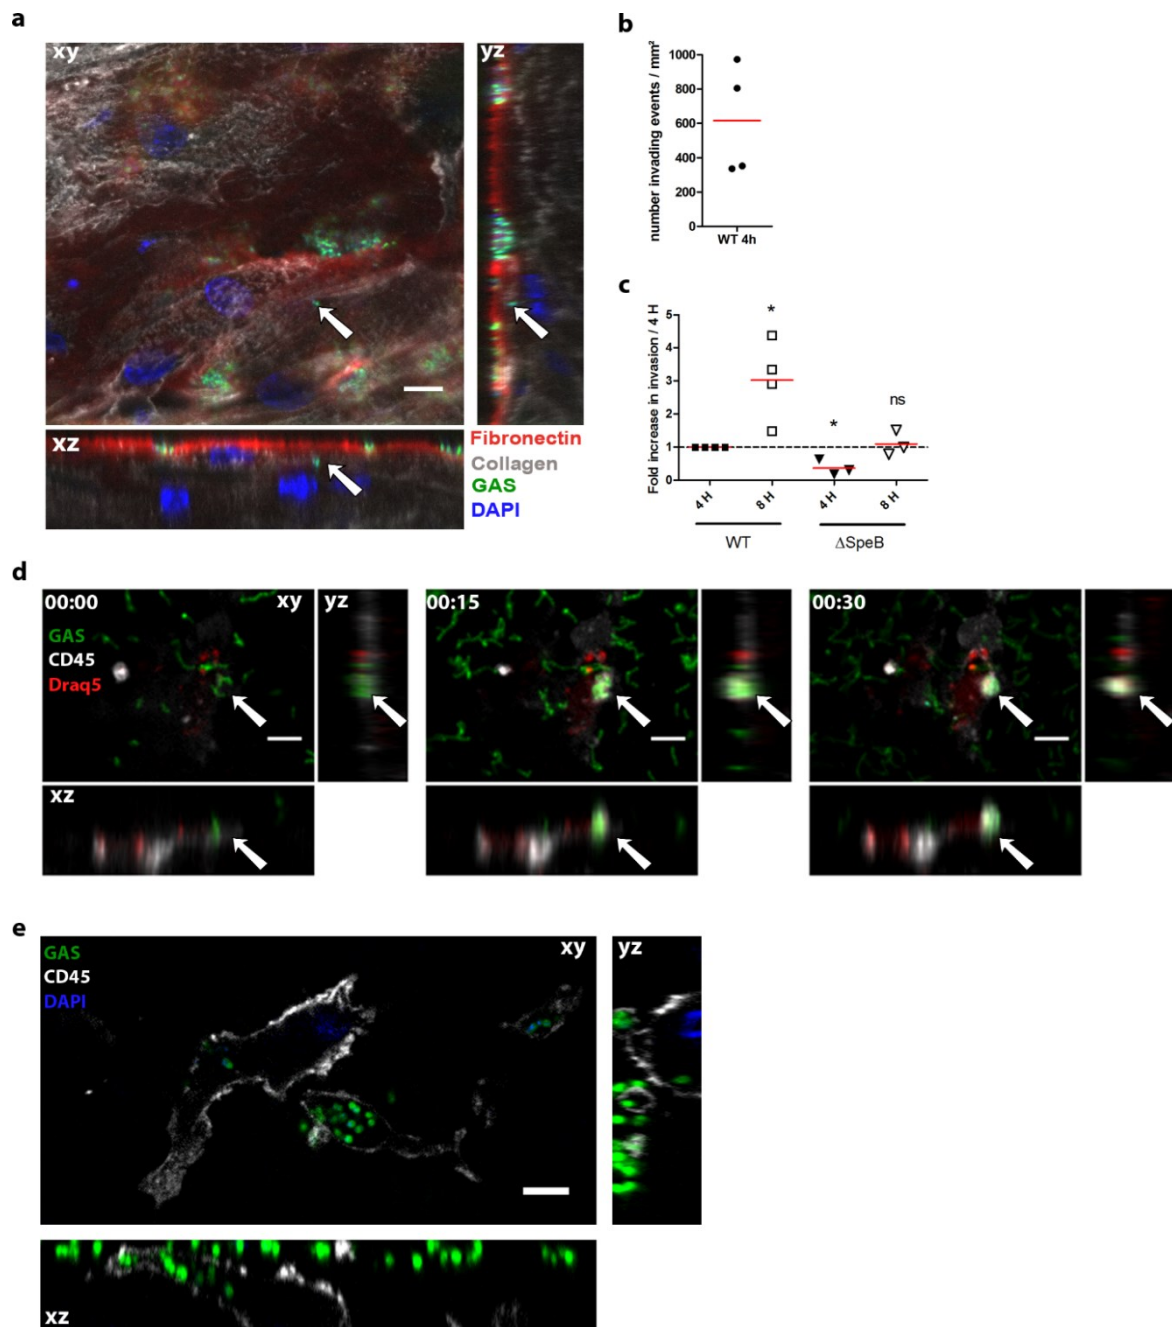 a
xy
yz
xz
Fibronectin
Collagen
GAS
DAPI
b
number invading events / mm²
1000
800
600
400
200
0
WT 4h
c
Fold increase in invasion / 4 H
5
4
3
2
1
0
*
*
ns
4 H
8 H
4 H
8 H
WT
ΔSpeB
d
00:00
xy
yz
GAS
CD45
Draq5
xz
00:15
00:30
e
GAS
CD45
DAPI
xy
yz
xz